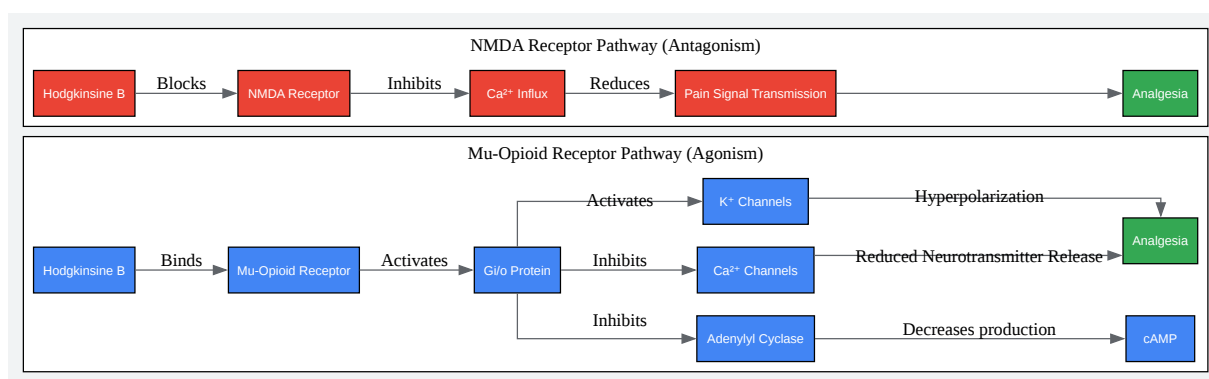 NMDA Receptor Pathway (Antagonism)
Hodgkinsine B
Blocks
NMDA Receptor
Inhibits
Ca²⁺ Influx
Reduces
Pain Signal Transmission
Analgesia
Mu-Opioid Receptor Pathway (Agonism)
Hodgkinsine B
Binds
Mu-Opioid Receptor
Activates
Gi/o Protein
Activates
K⁺ Channels
Hyperpolarization
Inhibits
Ca²⁺ Channels
Reduced Neurotransmitter Release
Analgesia
Inhibits
Adenylyl Cyclase
Decreases production
cAMP